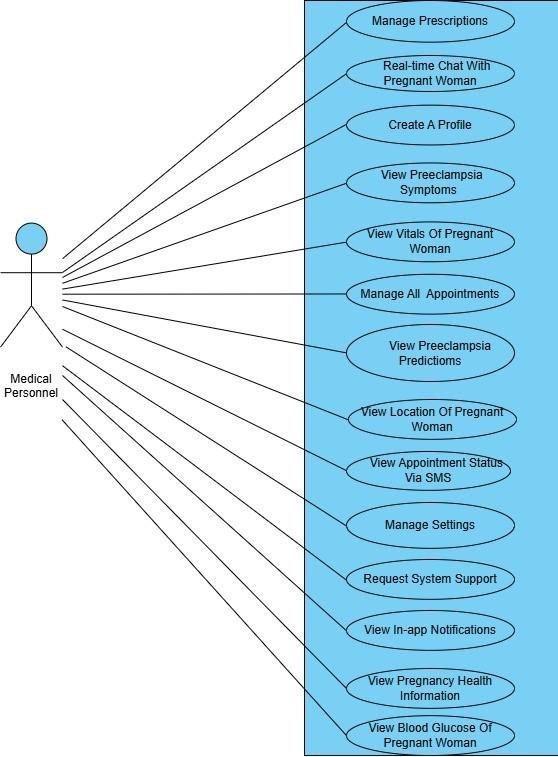 Manage Prescriptions
Real-time Chat With
Pregnant Woman
Create A Profile
View Preeclampsia
Symptoms
View Vitals Of Pregnant
Woman
Manage All Appointments
View Preeclampsia
Predictioms
View Location Of Pregnant
Woman
View Appointment Status
Via SMS
Manage Settings
Request System Support
View In-app Notifications
View Pregnancy Health
Information
View Blood Glucose Of
Pregnant Woman
Medical
Personnel